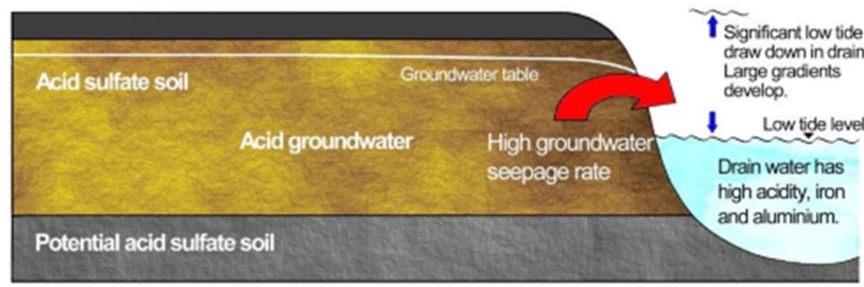 Significant low tide
draw down in drain
Large gradients
develop.
Acid sulfate soil
Groundwater table
Low tide level
Acid groundwater
High groundwater
seepage rate
Drain water has
high acidity, iron
and aluminium.
Potential acid sulfate soil